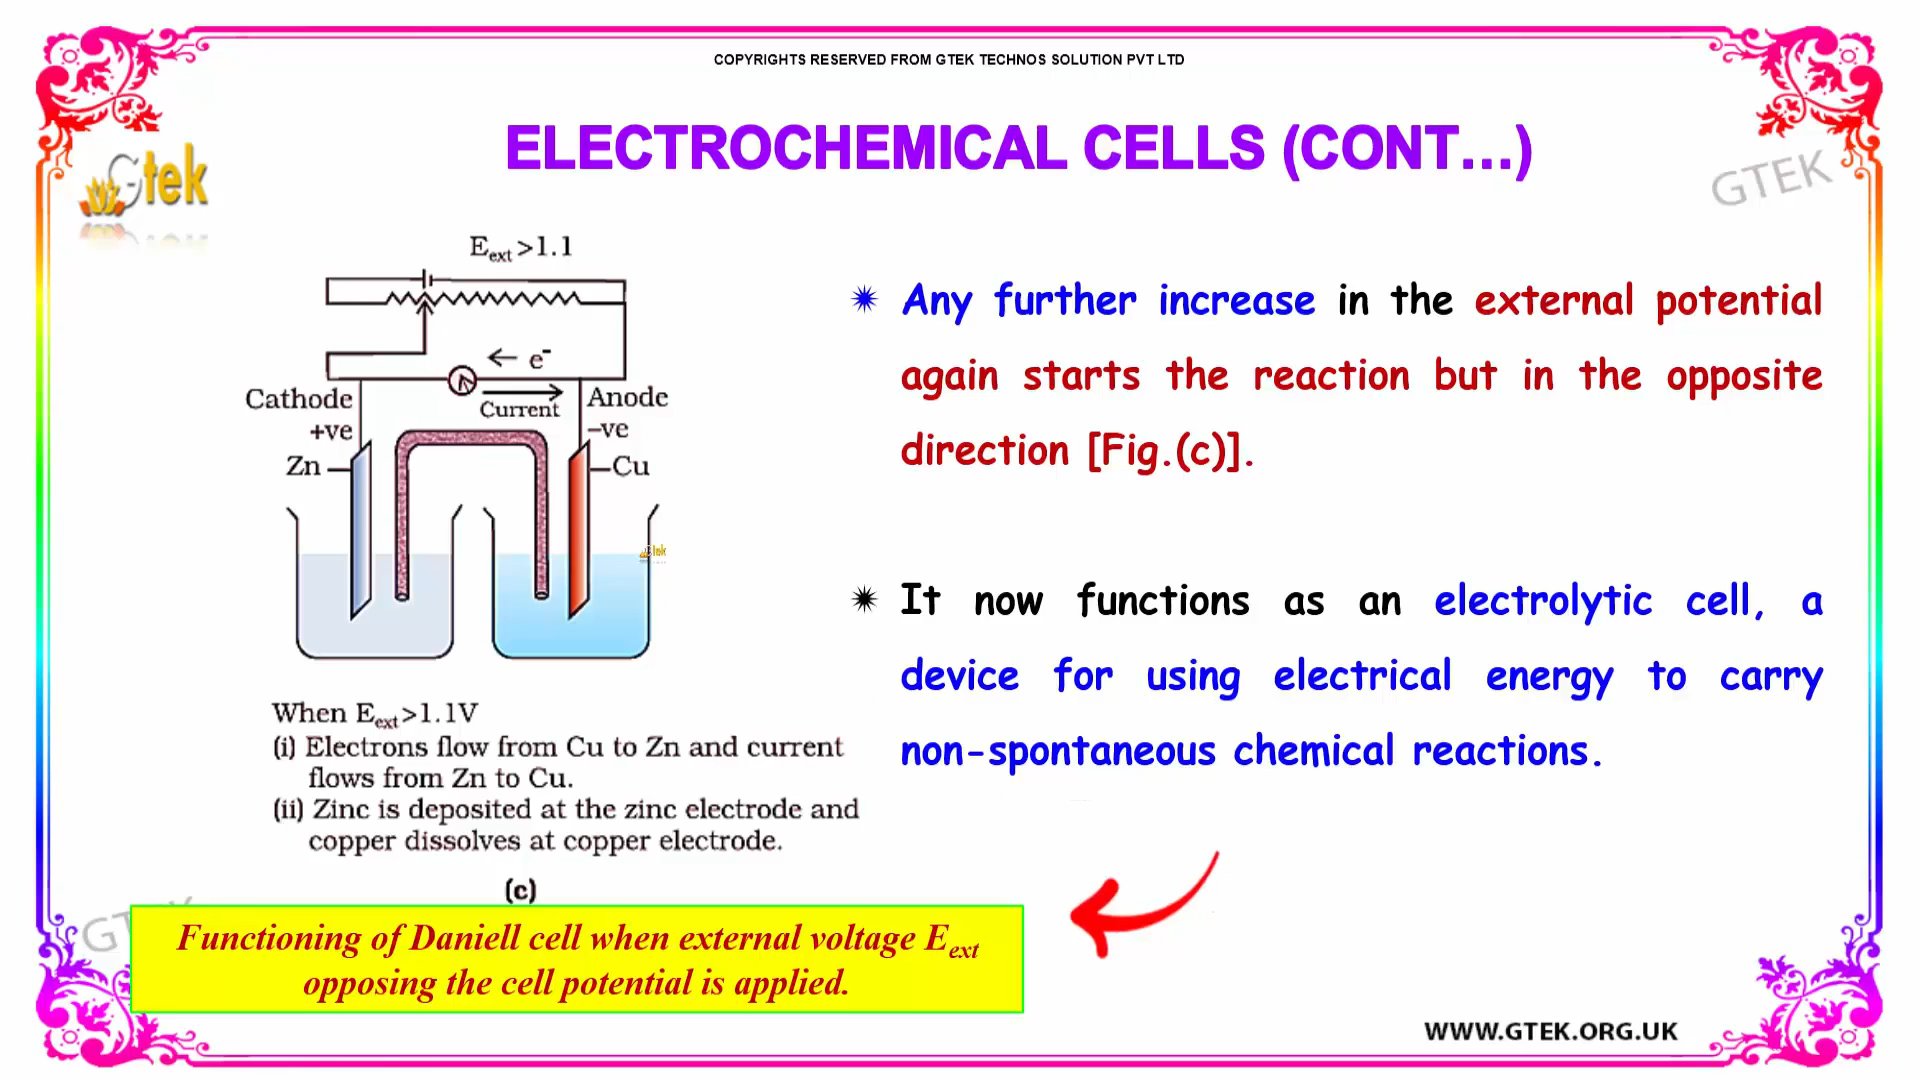 COPYRIGHTS RESERVED FROM GTEK TECHNOS SOLUTION PVT LTD
ELECTROCHEMICAL CELLS (CONT...)
Gtek
GTEK
E_ext >1.1
← e⁻
Current
Cathode
+ve
Zn
Anode
–ve
Cu
Gtek
When E_ext>1.1V
(i) Electrons flow from Cu to Zn and current
flows from Zn to Cu.
(ii) Zinc is deposited at the zinc electrode and
copper dissolves at copper electrode.
(c)
Any further increase in the external potential
again starts the reaction but in the opposite
direction [Fig.(c)].
It now functions as an electrolytic cell, a
device for using electrical energy to carry
non-spontaneous chemical reactions.
Functioning of Daniell cell when external voltage E_ext
opposing the cell potential is applied.
WWW.GTEK.ORG.UK